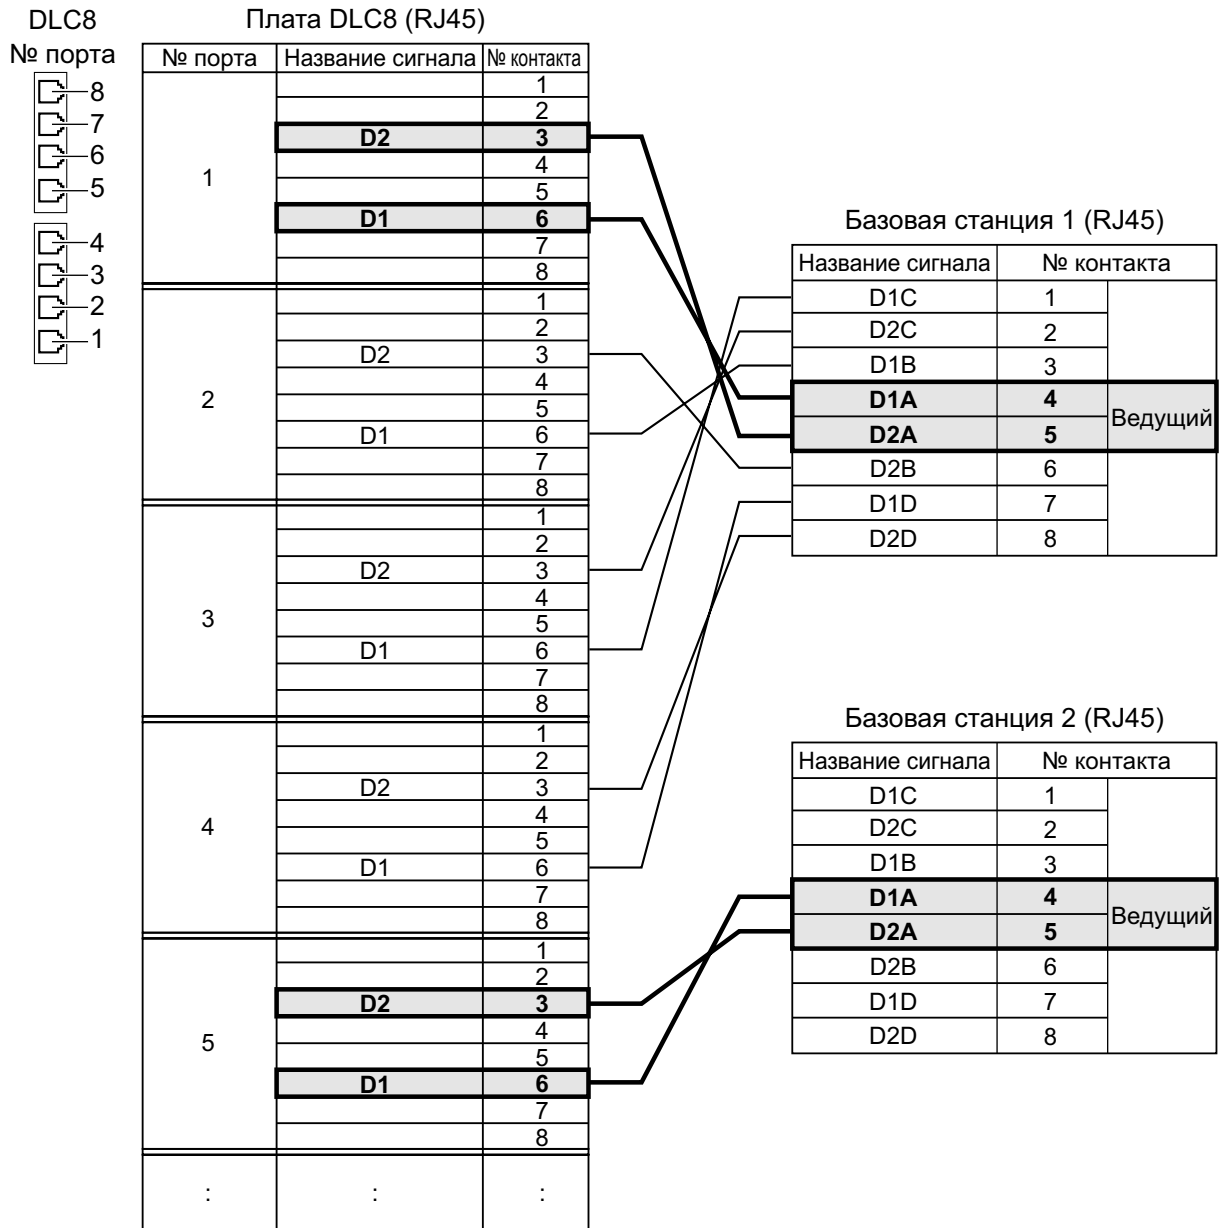 DLC8
№ порта
8
7
6
5
4
3
2
1
Плата DLC8 (RJ45)
№ порта Название сигнала № контакта
1
1
2
D2 3
4
5
D1 6
7
8
2
1
2
D2 3
4
5
D1 6
7
8
3
1
2
D2 3
4
5
D1 6
7
8
4
1
2
D2 3
4
5
D1 6
7
8
5
1
2
D2 3
4
5
D1 6
7
8
: : :
Базовая станция 1 (RJ45)
Название сигнала № контакта
D1C 1
D2C 2
D1B 3
D1A 4
Ведущий
D2A 5
D2B 6
D1D 7
D2D 8
Базовая станция 2 (RJ45)
Название сигнала № контакта
D1C 1
D2C 2
D1B 3
D1A 4
Ведущий
D2A 5
D2B 6
D1D 7
D2D 8